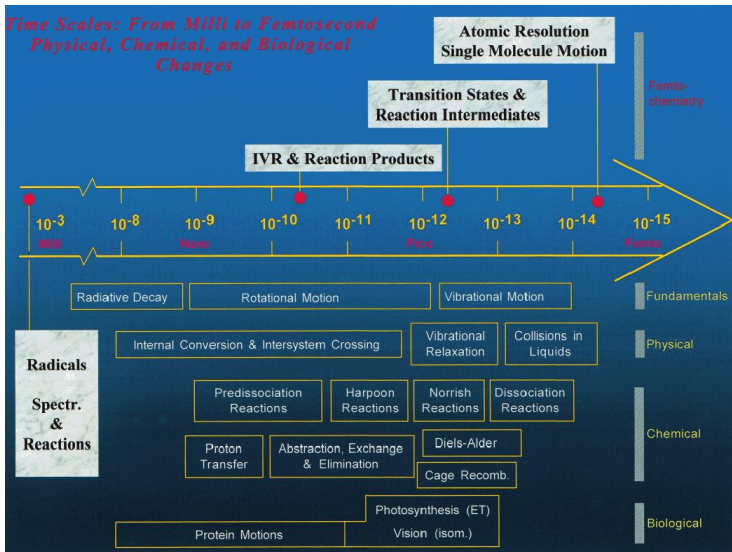 Time Scales: From Milli to Femtosecond
Physical, Chemical, and Biological
Changes
Atomic Resolution
Single Molecule Motion
Femto-
chemistry
Transition States &
Reaction Intermediates
IVR & Reaction Products
10-3 10-8 10-9 10-10 10-11 10-12 10-13 10-14 10-15
Milli Nano Pico Femto
Radiative Decay Rotational Motion Vibrational Motion Fundamentals
Radicals
Spectr.
&
Reactions
Internal Conversion & Intersystem Crossing
Vibrational
Relaxation
Collisions in
Liquids
Physical
Predissociation
Reactions
Harpoon
Reactions
Norrish
Reactions
Dissociation
Reactions
Chemical
Proton
Transfer
Abstraction, Exchange
& Elimination
Diels-Alder
Cage Recomb.
Photosynthesis (ET)
Vision (isom.)
Protein Motions
Biological